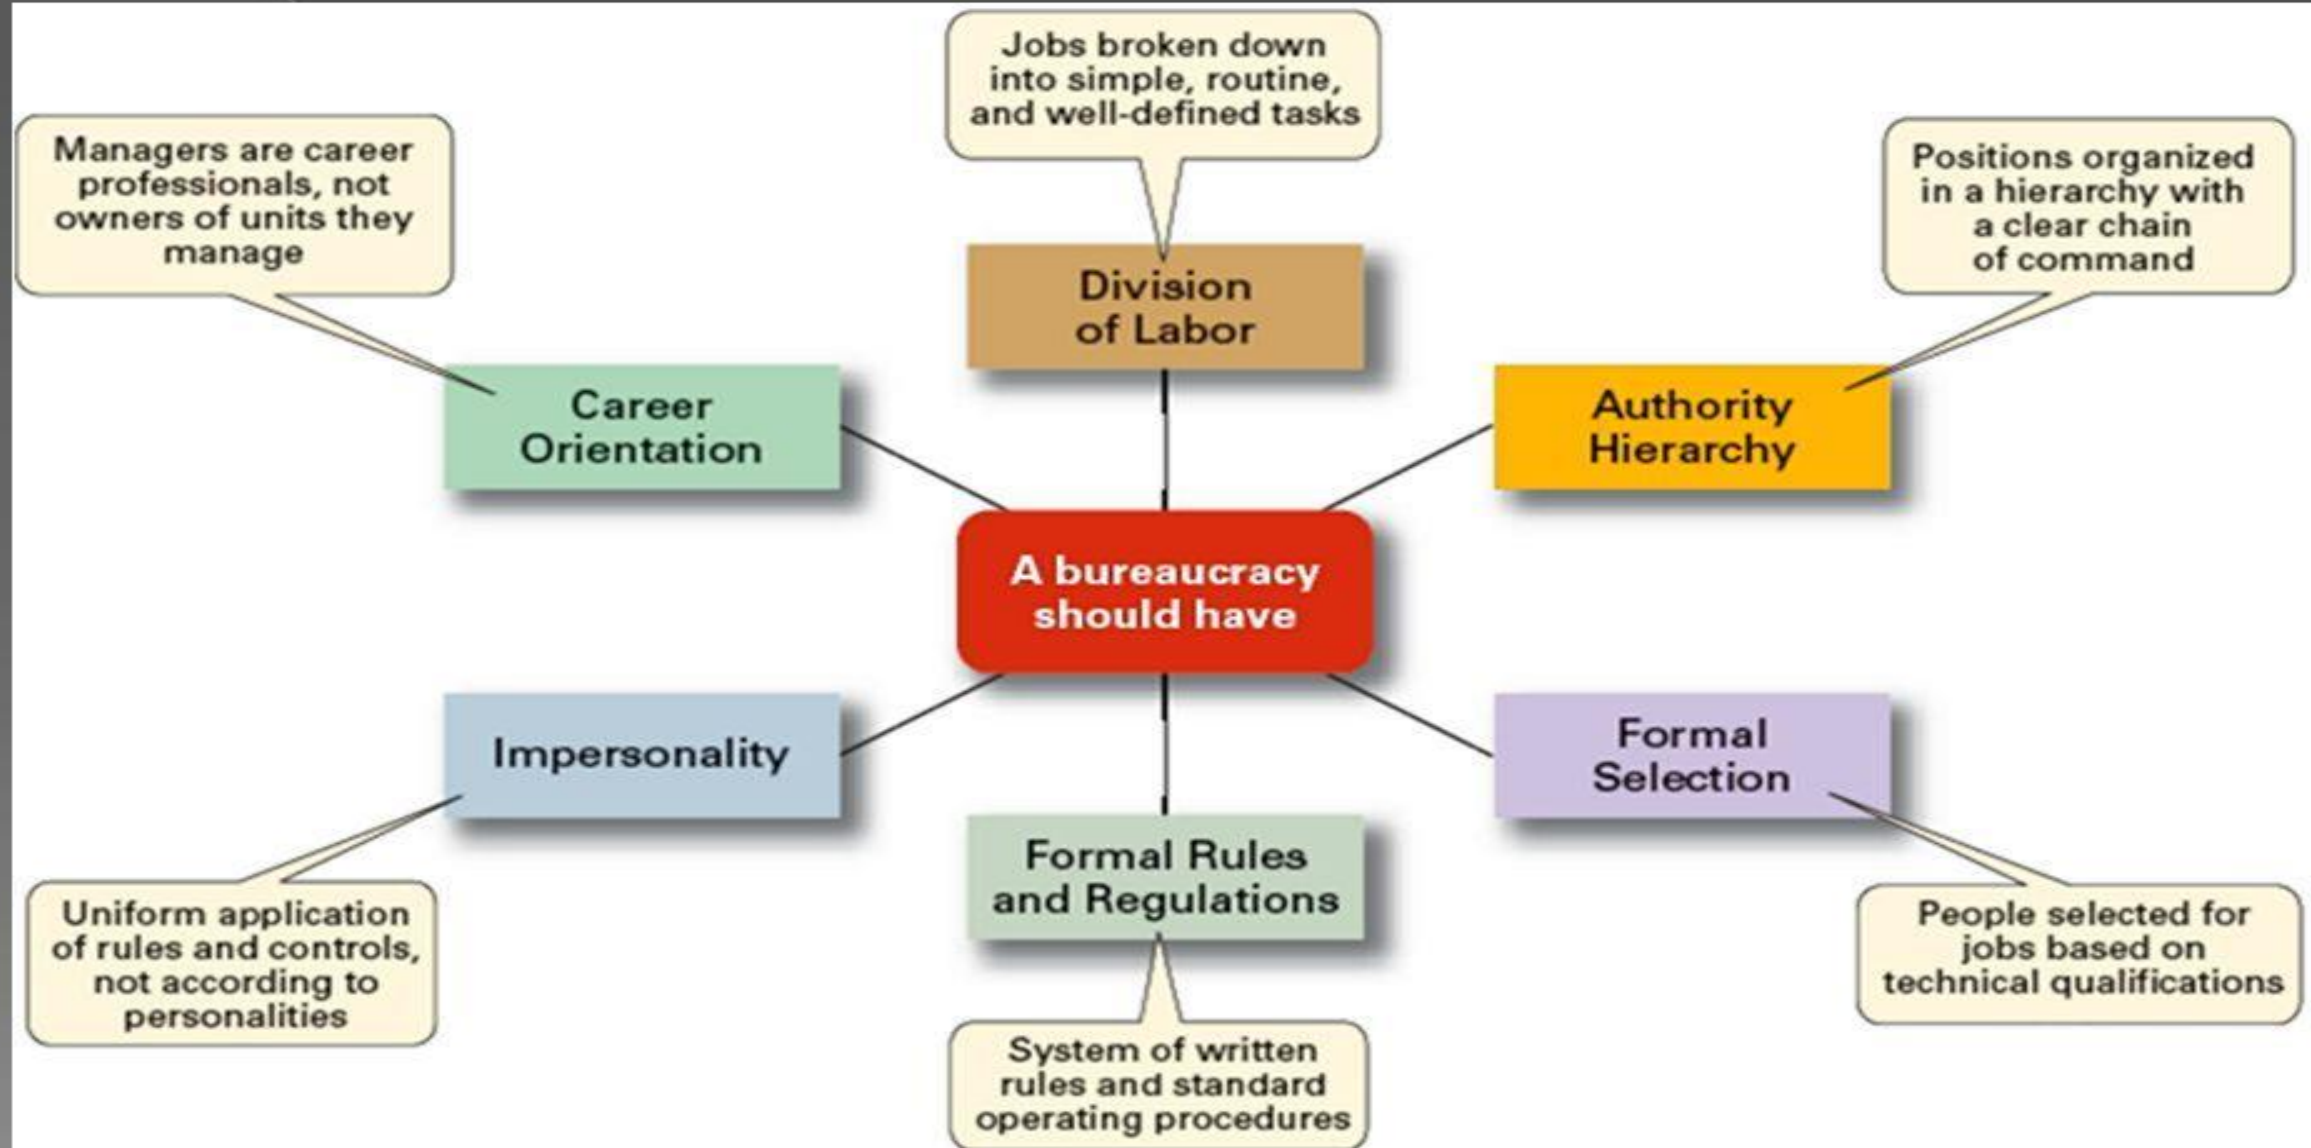 Jobs broken down
into simple, routine,
and well-defined tasks
Managers are career
professionals, not
owners of units they
manage
Positions organized
in a hierarchy with
a clear chain
of command
Division
of Labor
Career
Orientation
Authority
Hierarchy
A bureaucracy
should have
Impersonality
Formal
Selection
Formal Rules
and Regulations
Uniform application
of rules and controls,
not according to
personalities
People selected for
jobs based on
technical qualifications
System of written
rules and standard
operating procedures